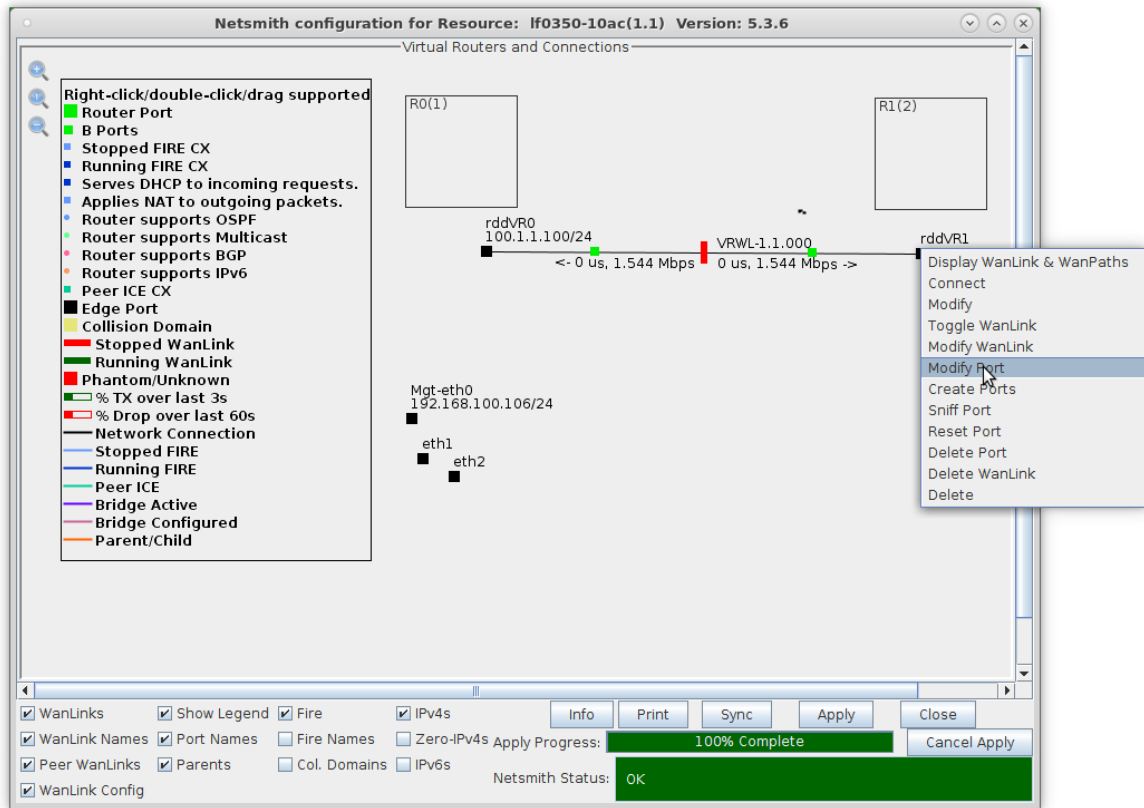 Netsmith configuration for Resource: lf0350-10ac(1.1) Version: 5.3.6
Virtual Routers and Connections
Right-click/double-click/drag supported
Router Port
B Ports
Stopped FIRE CX
Running FIRE CX
Serves DHCP to incoming requests.
Applies NAT to outgoing packets.
Router supports OSPF
Router supports Multicast
Router supports BGP
Router supports IPv6
Peer ICE CX
Edge Port
Collision Domain
Stopped WanLink
Running WanLink
Phantom/Unknown
% TX over last 3s
% Drop over last 60s
Network Connection
Stopped FIRE
Running FIRE
Peer ICE
Bridge Active
Bridge Configured
Parent/Child
R0(1)
R1(2)
rddVR0
100.1.1.100/24
VRWL-1.1.000
rddVR1
<- 0 us, 1.544 Mbps
0 us, 1.544 Mbps ->
Mgt-eth0
192.168.100.106/24
eth1
eth2
Display WanLink & WanPaths
Connect
Modify
Toggle WanLink
Modify WanLink
Modify Port
Create Ports
Sniff Port
Reset Port
Delete Port
Delete WanLink
Delete
WanLinks Show Legend Fire IPv4s Info Print Sync Apply Close
WanLink Names Port Names Fire Names Zero-IPv4s Apply Progress: 100% Complete Cancel Apply
Peer WanLinks Parents Col. Domains IPv6s Netsmith Status: OK
WanLink Config